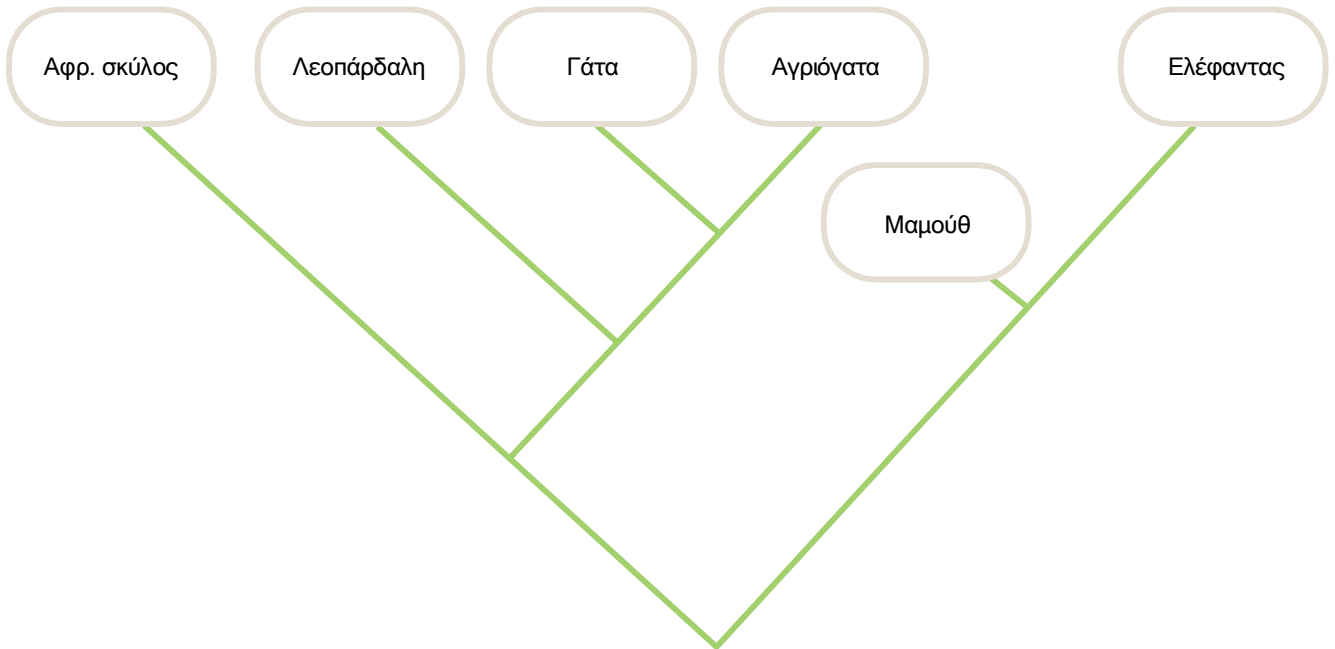 Αφρ. σκύλος
Λεοπάρδαλη
Γάτα
Αγριόγατα
Ελέφαντας
Μαμούθ